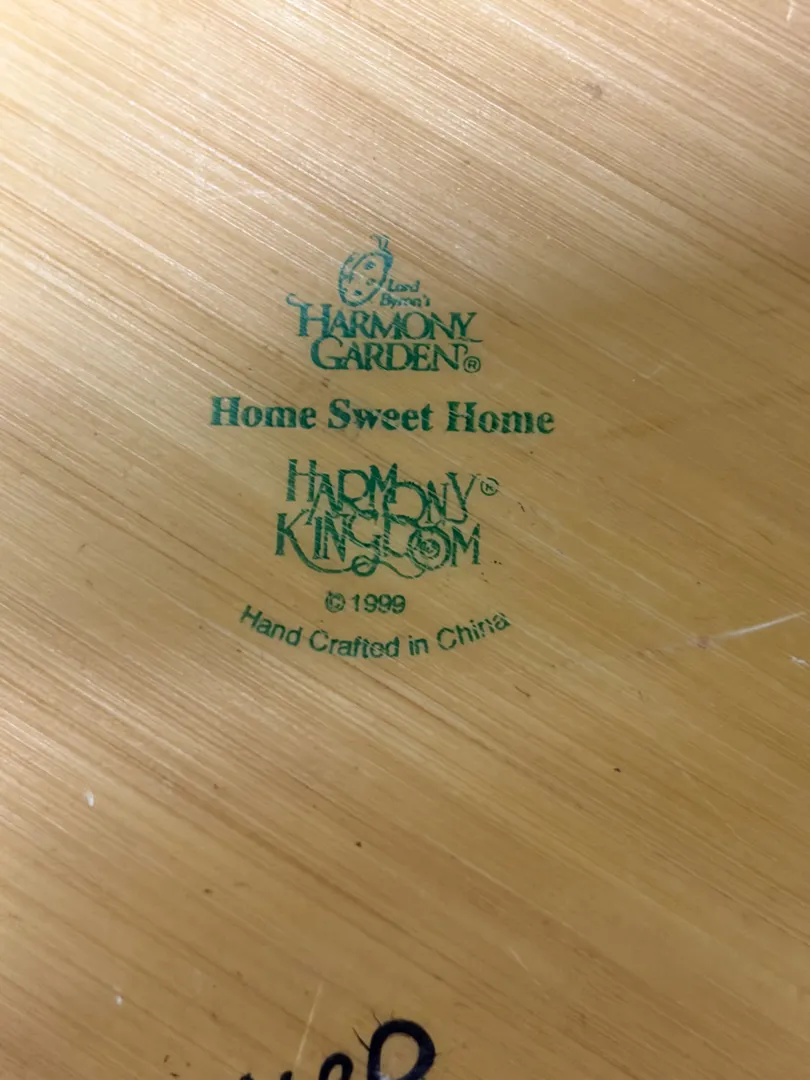 Lord
Byron's
HARMONY
GARDEN®
Home Sweet Home
HARMONY®
KINGDOM
© 1999
Hand Crafted in China